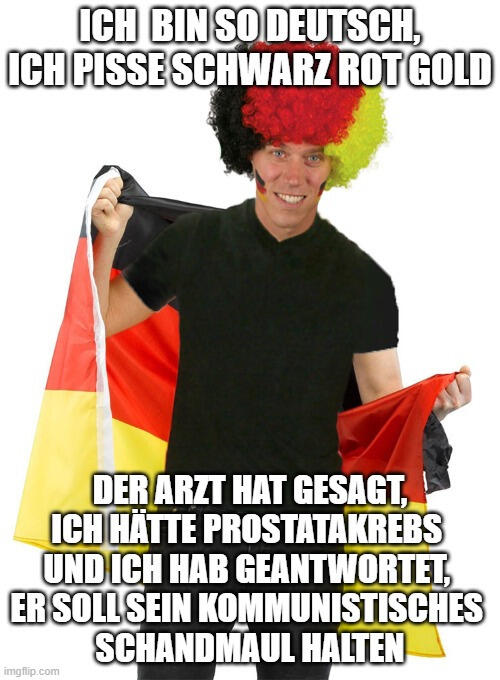 ICH BIN SO DEUTSCH,
ICH PISSE SCHWARZ ROT GOLD
DER ARZT HAT GESAGT,
ICH HÄTTE PROSTATAKREBS
UND ICH HAB GEANTWORTET,
ER SOLL SEIN KOMMUNISTISCHES
SCHANDMAUL HALTEN
imgflip.com